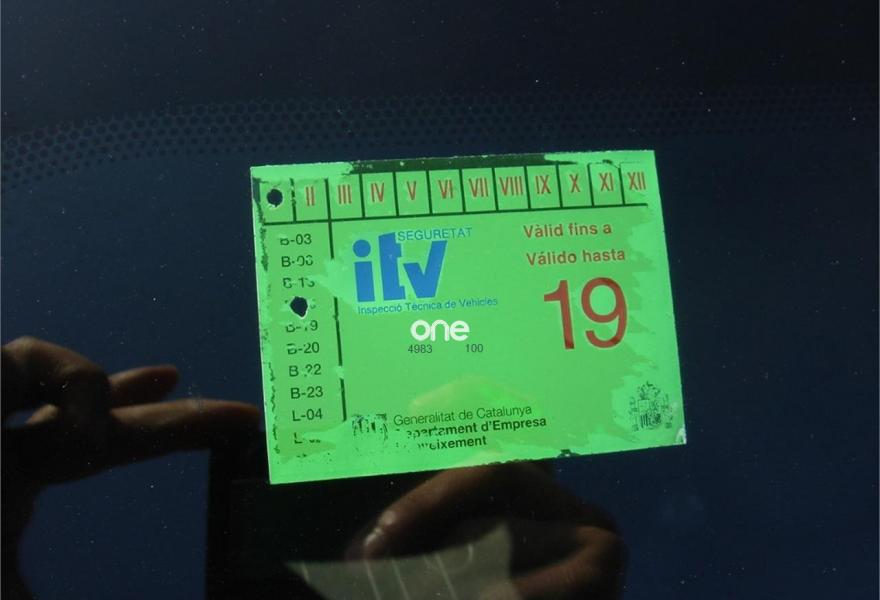 II III IV V VI VII VIII IX X XI XII
B-03
B-20
B-23
L-04
SEGURETAT
itv
Inspecció Tècnica de Vehicles
one
4983 100
Vàlid fins a
Válido hasta
19
Generalitat de Catalunya
d'Empresa